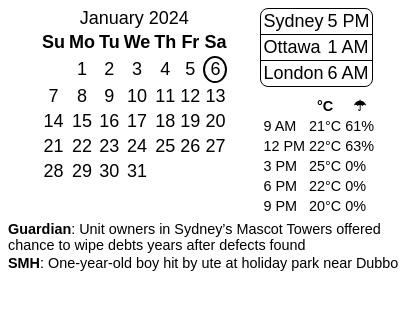 January 2024
Su Mo Tu We Th Fr Sa
1 2 3 4 5 6
7 8 9 10 11 12 13
14 15 16 17 18 19 20
21 22 23 24 25 26 27
28 29 30 31
Sydney 5 PM
Ottawa 1 AM
London 6 AM
°C ☂
9 AM 21°C 61%
12 PM 22°C 63%
3 PM 25°C 0%
6 PM 22°C 0%
9 PM 20°C 0%
Guardian: Unit owners in Sydney’s Mascot Towers offered
chance to wipe debts years after defects found
SMH: One-year-old boy hit by ute at holiday park near Dubbo